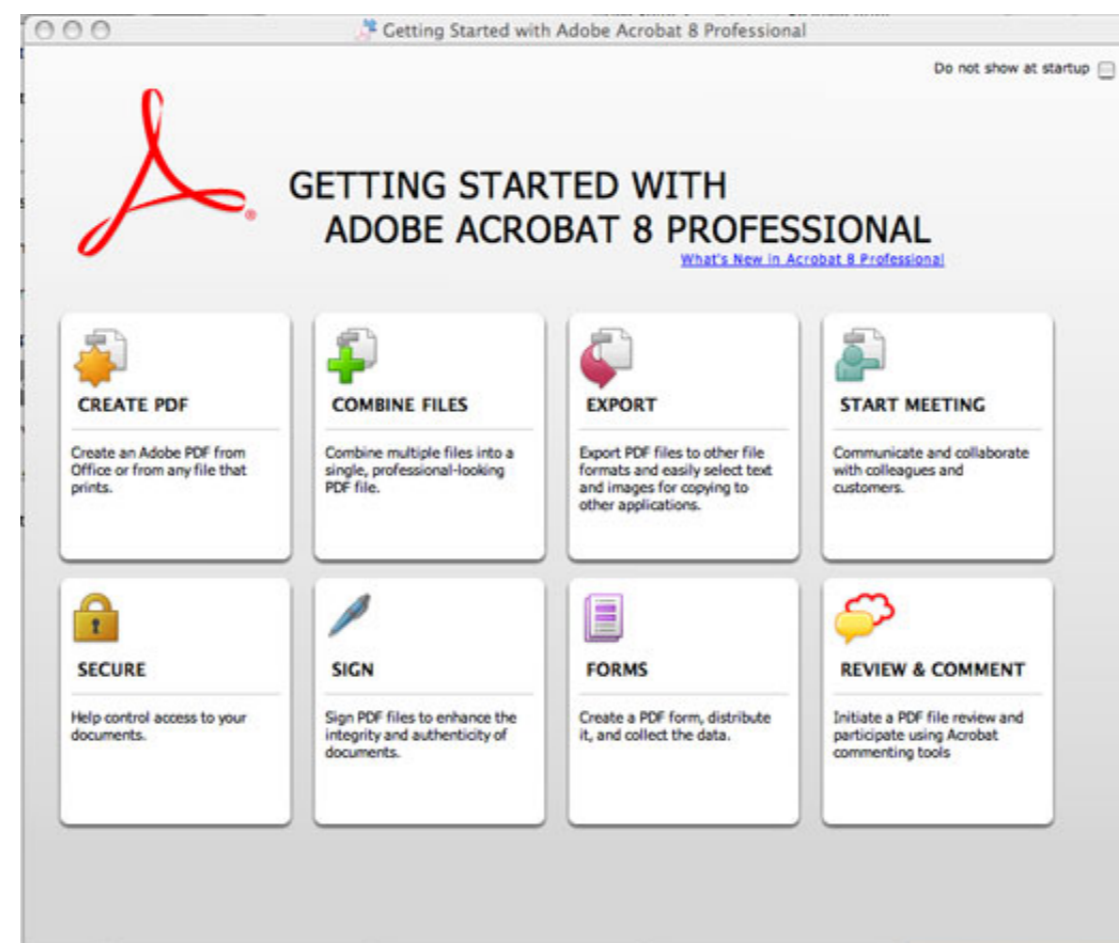 Getting Started with Adobe Acrobat 8 Professional
Do not show at startup
GETTING STARTED WITH
ADOBE ACROBAT 8 PROFESSIONAL
What's New in Acrobat 8 Professional
CREATE PDF
Create an Adobe PDF from
Office or from any file that
prints.
COMBINE FILES
Combine multiple files into a
single, professional-looking
PDF file.
EXPORT
Export PDF files to other file
formats and easily select text
and images for copying to
other applications.
START MEETING
Communicate and collaborate
with colleagues and
customers.
SECURE
Help control access to your
documents.
SIGN
Sign PDF files to enhance the
integrity and authenticity of
documents.
FORMS
Create a PDF form, distribute
it, and collect the data.
REVIEW & COMMENT
Initiate a PDF file review and
participate using Acrobat
commenting tools